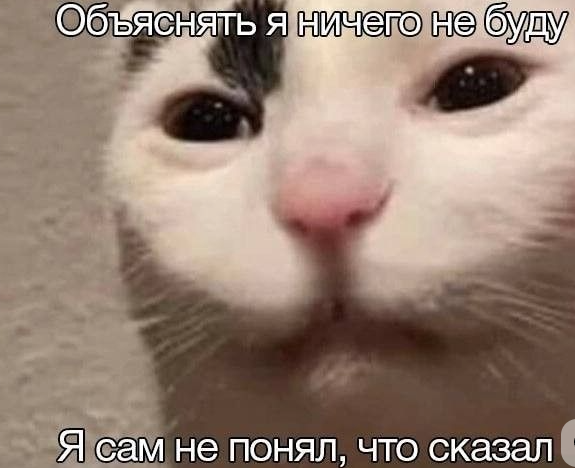 Объяснять я ничего не буду
Я сам не понял, что сказал